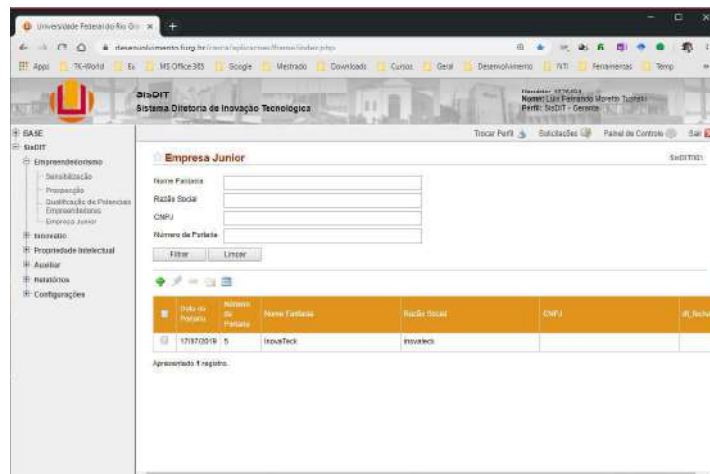 Universidade Federal do Rio Gr
Apps
TK-World
MS Office 365
Google
Mestrado
Downloads
Cursos
Geral
Desenvolvimento
NTI
Ferramentas
Temp
SisDIT
Sistema Diretoria de Inovação Tecnológica
Perfil: SisDIT - Gerente
Trocar Perfil
Solicitações
Painel de Controle
Sair
BASE
SisDIT
Empreendedorismo
Sensibilização
Prospecção
Qualificação de Potenciais
Empreendedores
Empresa Junior
Innovatio
Propriedade Intelectual
Auxiliar
Relatórios
Configurações
Empresa Junior
Nome Fantasia
Razão Social
CNPJ
Número da Portaria
Filtrar
Limpar
Data da Portaria
Número da Portaria
Nome Fantasia
Razão Social
CNPJ
17/07/2019
5
InovaTeck
inovateck
Apresentado 1 registro.